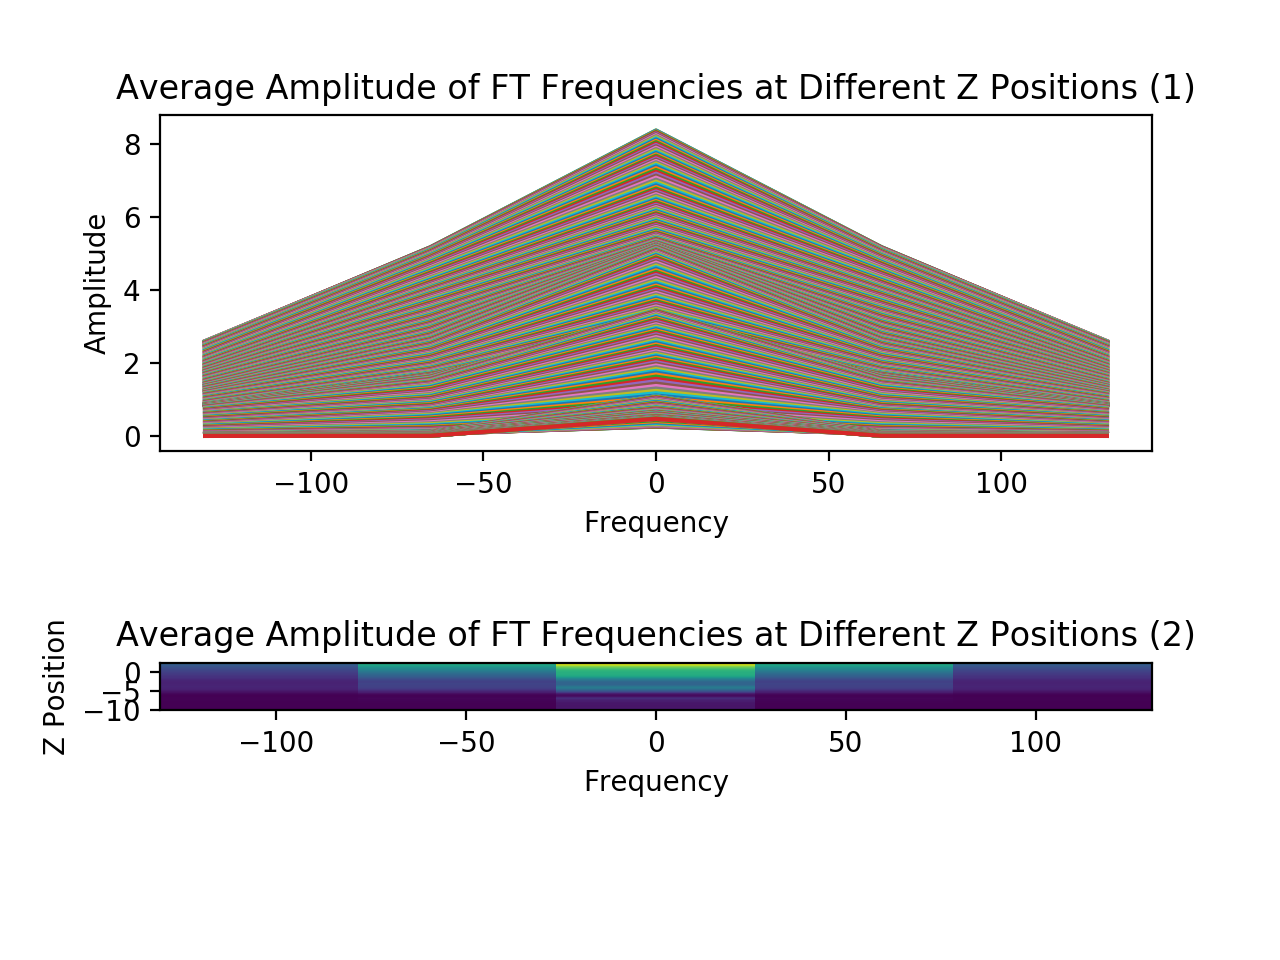 Average Amplitude of FT Frequencies at Different Z Positions (1)
8
6
4
2
0
Amplitude
−100 −50 0 50 100
Frequency
Average Amplitude of FT Frequencies at Different Z Positions (2)
0
−5
−10
Z Position
−100 −50 0 50 100
Frequency